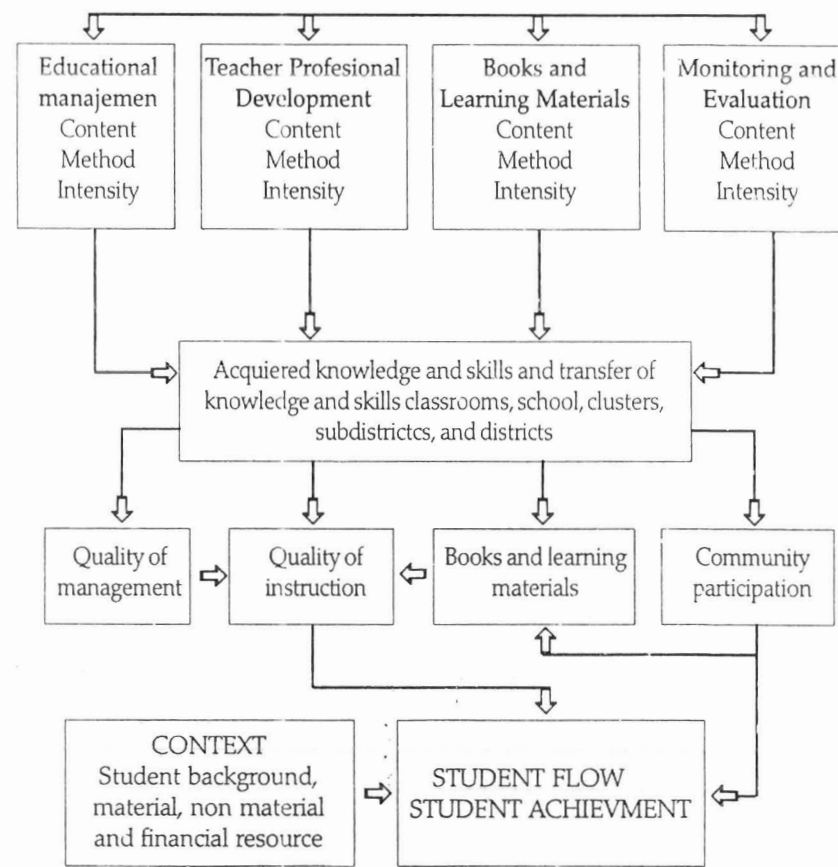 Educational
manajemen
Content
Method
Intensity
Teacher Profesional
Development
Content
Method
Intensity
Books and
Learning Materials
Content
Method
Intensity
Monitoring and
Evaluation
Content
Method
Intensity
Acquiered knowledge and skills and transfer of
knowledge and skills classrooms, school, clusters,
subdistrictcs, and districts
Quality of
management
Quality of
instruction
Books and learning
materials
Community
participation
CONTEXT
Student background,
material, non material
and financial resource
STUDENT FLOW
STUDENT ACHIEVMENT